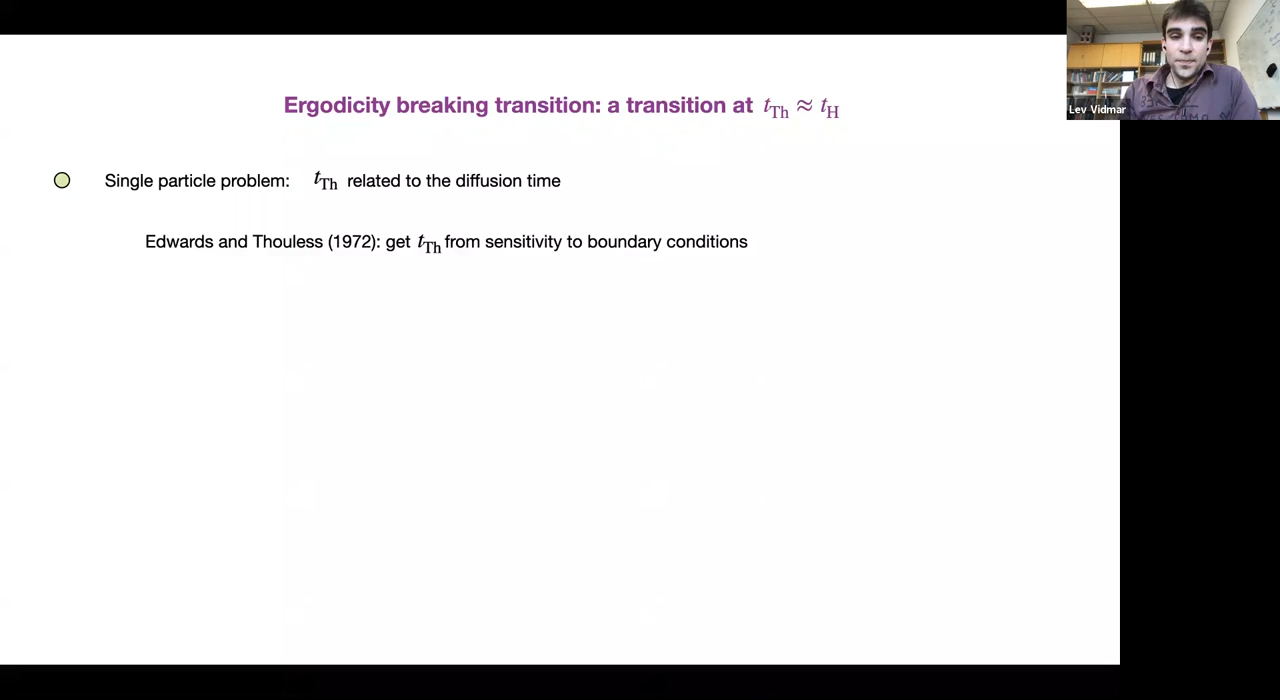 Ergodicity breaking transition: a transition at t_Th ≈ t_H
Lev Vidmar
Single particle problem: t_Th related to the diffusion time
Edwards and Thouless (1972): get t_Th from sensitivity to boundary conditions